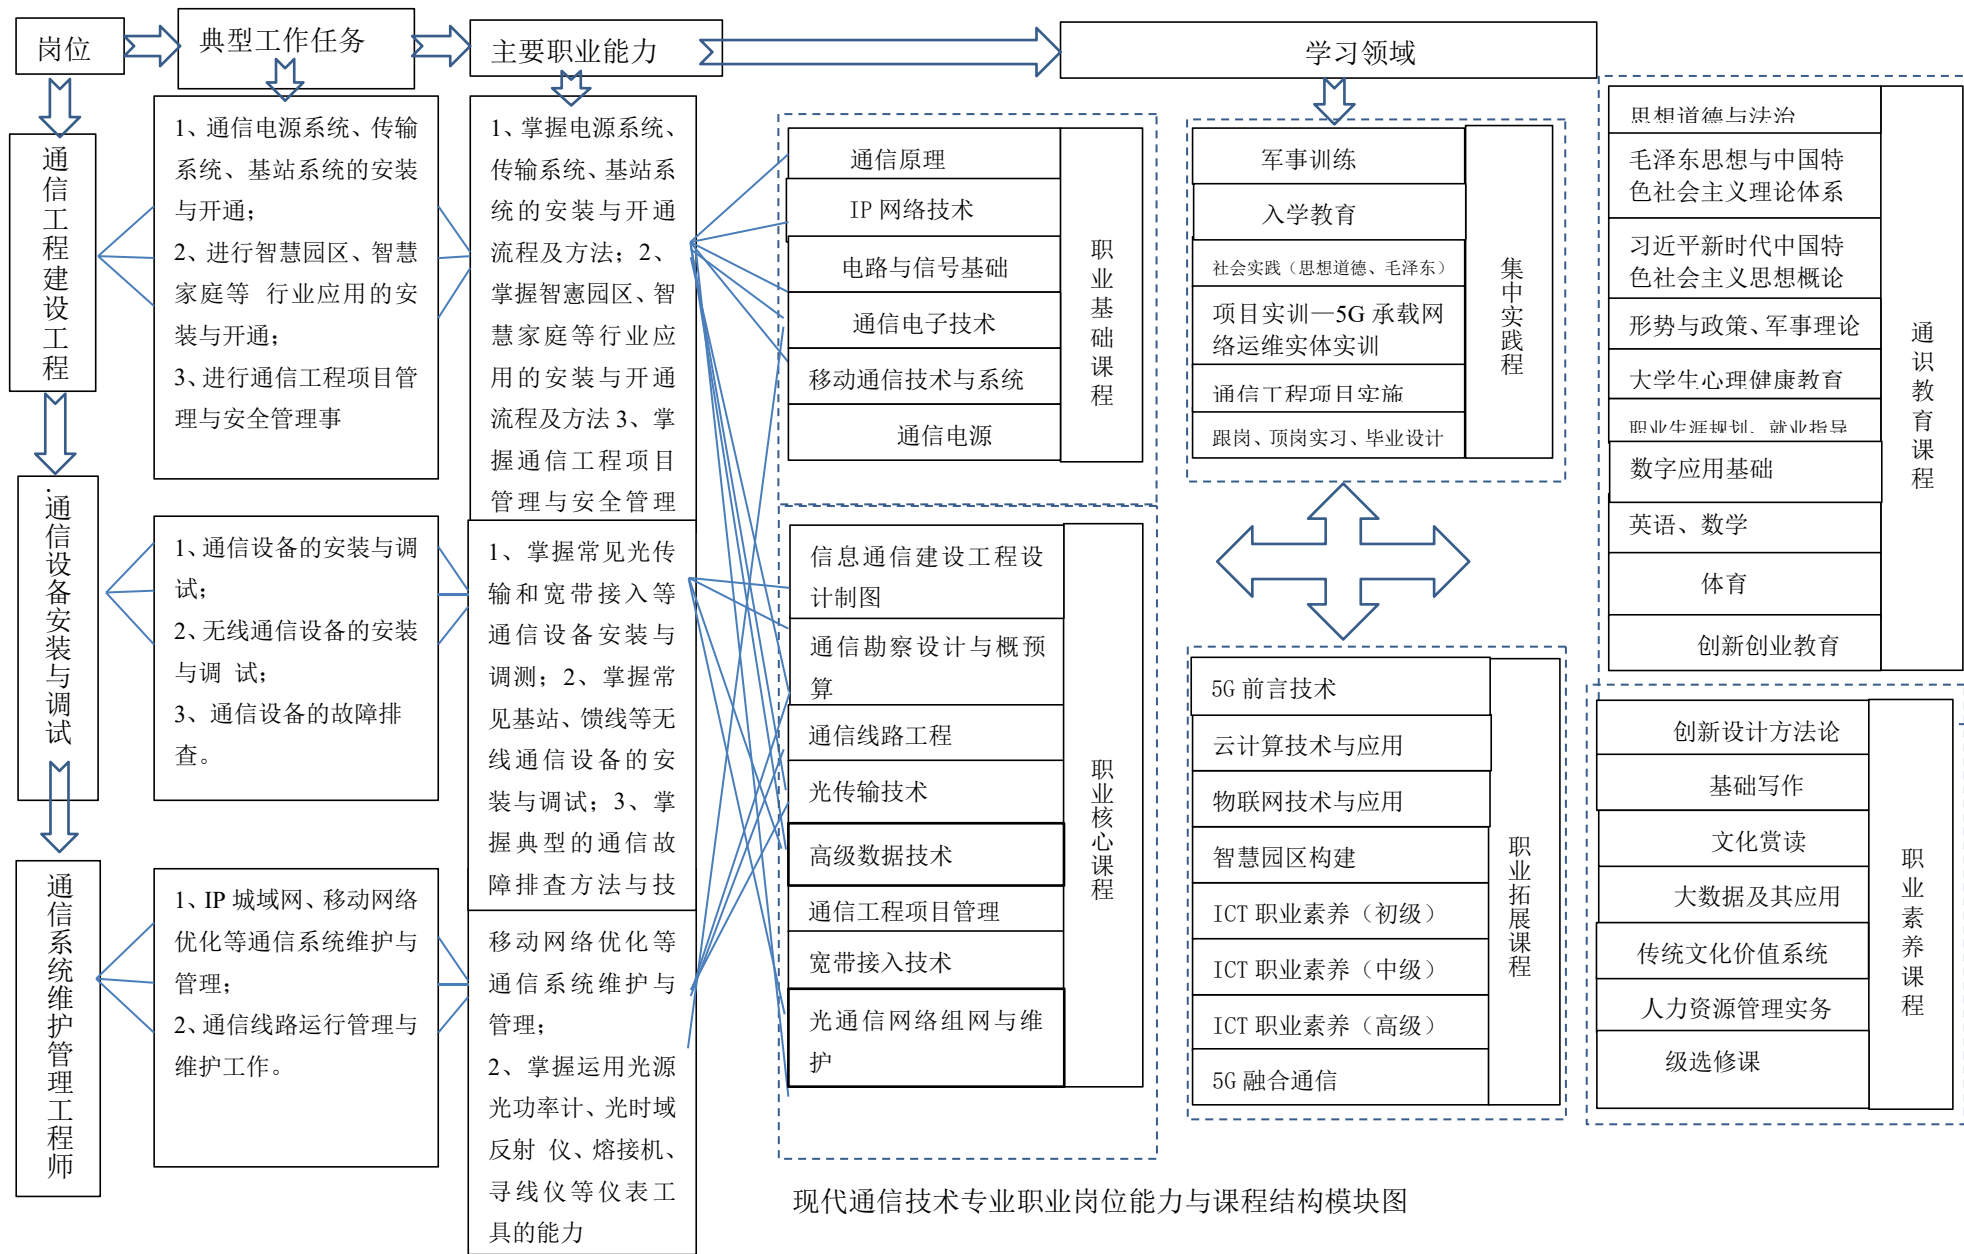 岗位
典型工作任务
主要职业能力
学习领域
通信工程建设工程
1、通信电源系统、传输
系统、基站系统的安装
与开通；
2、进行智慧园区、智慧
家庭等 行业应用的安
装与开通；
3、进行通信工程项目管
理与安全管理事
1、掌握电源系统、
传输系统、基站系
统的安装与开通
流程及方法；2、
掌握智憲园区、智
慧家庭等行业应
用的安装与开通
流程及方法 3、掌
握通信工程项目
管理与安全管理
.通信设备安装与调试
1、通信设备的安装与调
试；
2、无线通信设备的安装
与调 试；
3、通信设备的故障排
查。
1、掌握常见光传
输和宽带接入等
通信设备安装与
调测；2、掌握常
见基站、馈线等无
线通信设备的安
装与调试；3、掌
握典型的通信故
障排查方法与技
通信系统维护管理工程师
1、IP 城域网、移动网络
优化等通信系统维护与
管理；
2、通信线路运行管理与
维护工作。
移动网络优化等
通信系统维护与
管理；
2、掌握运用光源
光功率计、光时域
反射 仪、熔接机、
寻线仪等仪表工
具的能力
通信原理
IP 网络技术
电路与信号基础
通信电子技术
移动通信技术与系统
通信电源
职业基础课程
信息通信建设工程设
计制图
通信勘察设计与概预
算
通信线路工程
光传输技术
高级数据技术
通信工程项目管理
宽带接入技术
光通信网络组网与维
护
职业核心课程
军事训练
入学教育
社会实践（思想道德、毛泽东）
项目实训—5G 承载网
络运维实体实训
通信工程项目实施
跟岗、顶岗实习、毕业设计
集中实践程
5G 前言技术
云计算技术与应用
物联网技术与应用
智慧园区构建
ICT 职业素养（初级）
ICT 职业素养（中级）
ICT 职业素养（高级）
5G 融合通信
职业拓展课程
思想道德与法治
毛泽东思想与中国特
色社会主义理论体系
习近平新时代中国特
色社会主义思想概论
形势与政策、军事理论
大学生心理健康教育
职业生涯规划、就业指导
数字应用基础
英语、数学
体育
创新创业教育
通识教育课程
创新设计方法论
基础写作
文化赏读
大数据及其应用
传统文化价值系统
人力资源管理实务
级选修课
职业素养课程
现代通信技术专业职业岗位能力与课程结构模块图